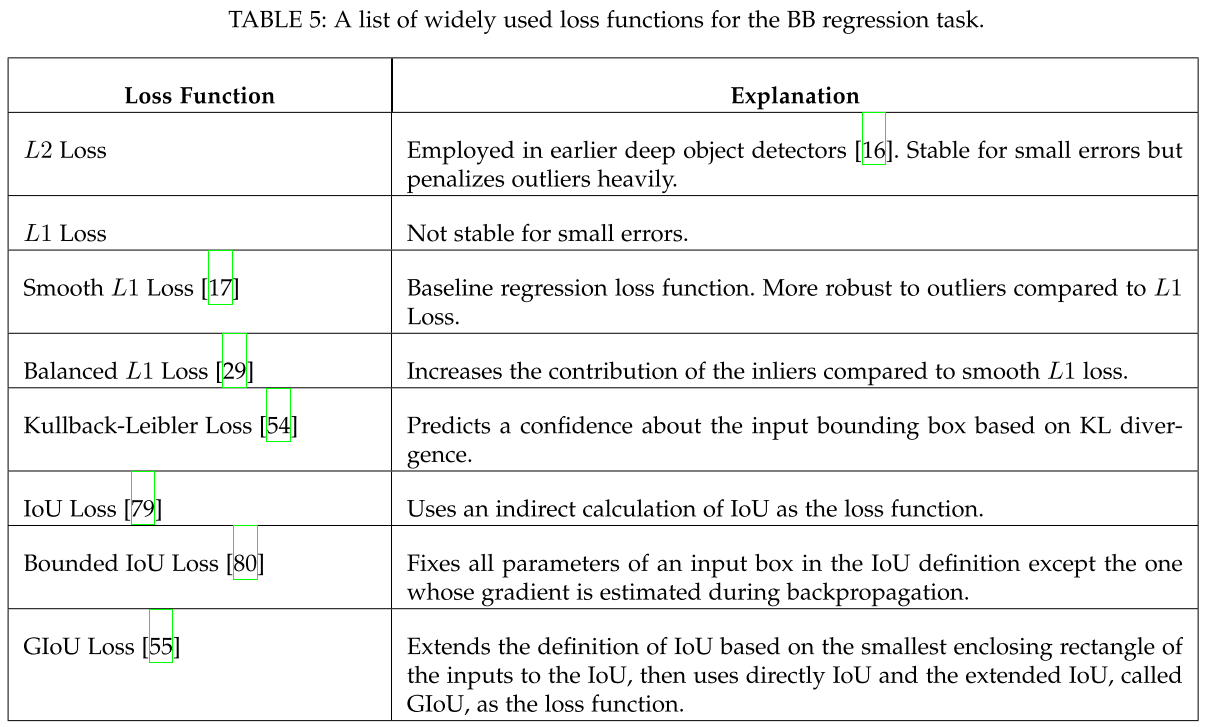 TABLE 5: A list of widely used loss functions for the BB regression task.
Loss Function
Explanation
L2 Loss
Employed in earlier deep object detectors [16]. Stable for small errors but
penalizes outliers heavily.
L1 Loss
Not stable for small errors.
Smooth L1 Loss [17]
Baseline regression loss function. More robust to outliers compared to L1
Loss.
Balanced L1 Loss [29]
Increases the contribution of the inliers compared to smooth L1 loss.
Kullback-Leibler Loss [54]
Predicts a confidence about the input bounding box based on KL diver-
gence.
IoU Loss [79]
Uses an indirect calculation of IoU as the loss function.
Bounded IoU Loss [80]
Fixes all parameters of an input box in the IoU definition except the one
whose gradient is estimated during backpropagation.
GIoU Loss [55]
Extends the definition of IoU based on the smallest enclosing rectangle of
the inputs to the IoU, then uses directly IoU and the extended IoU, called
GIoU, as the loss function.